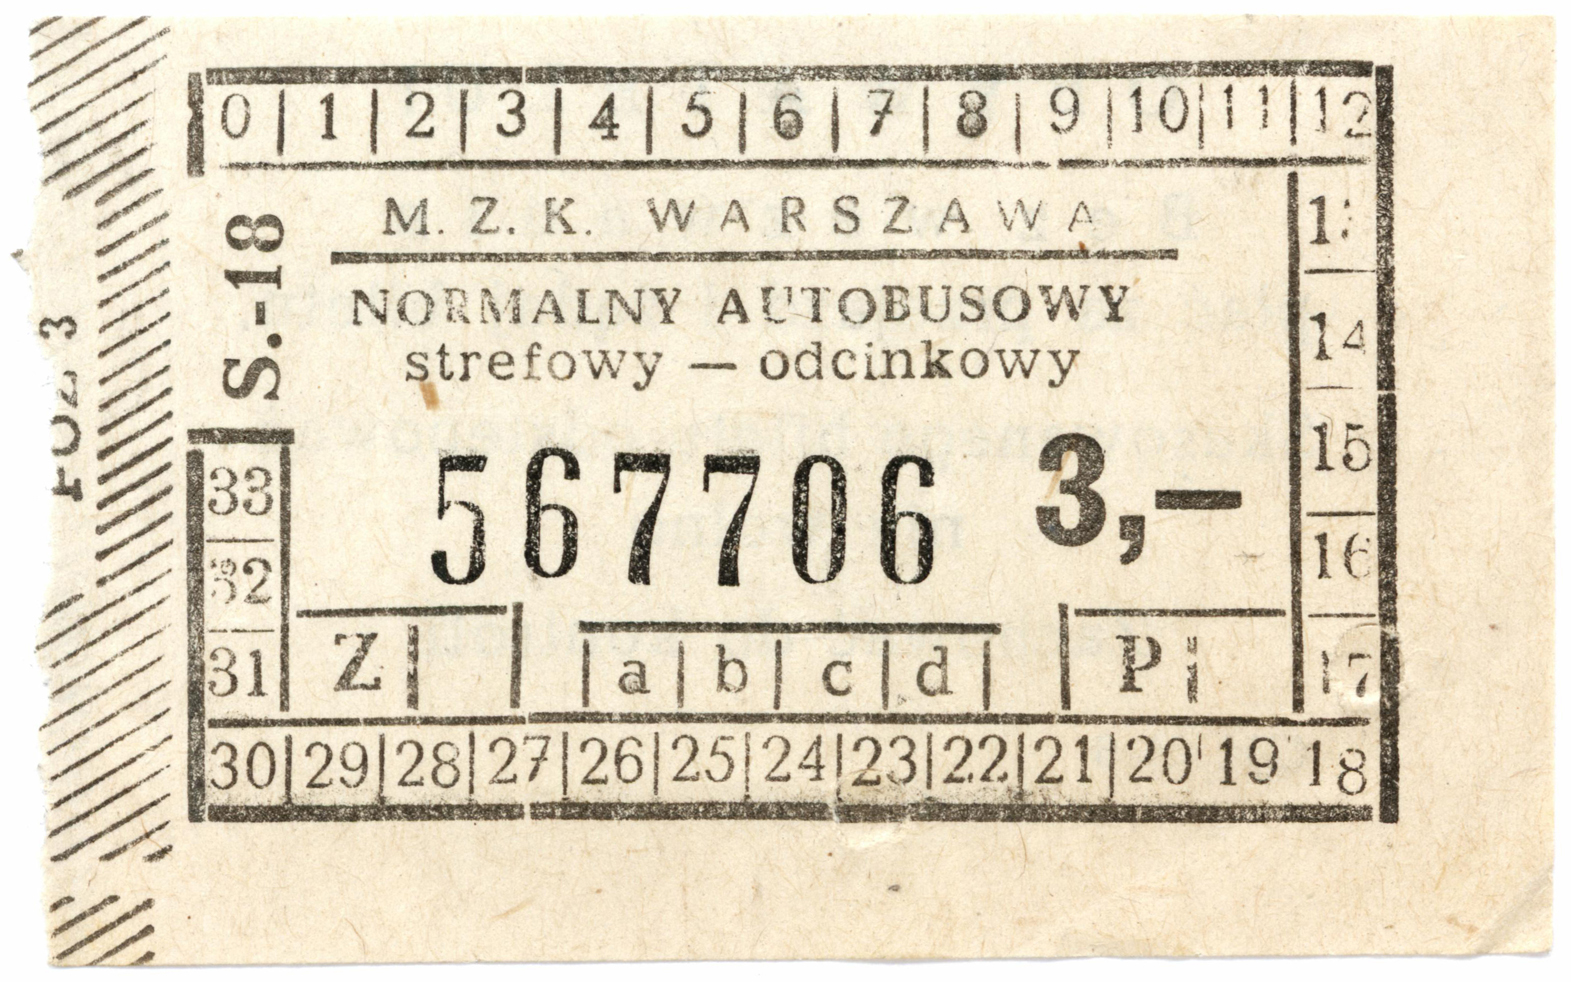 0 | 1 | 2 | 3 | 4 | 5 | 6 | 7 | 8 | 9 | 10 | 11 | 12
M. Z. K. WARSZAWA
S.-18
NORMALNY AUTOBUSOWY
strefowy — odcinkowy
567706
3,—
14
15
16
17
33
32
31
Z
a | b | c | d
P
30 | 29 | 28 | 27 | 26 | 25 | 24 | 23 | 22 | 21 | 20 19 18